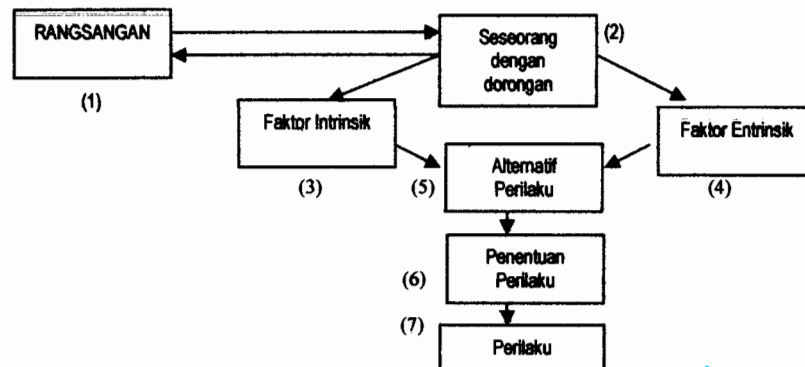 RANGSANGAN
(1)
Seseorang
dengan
dorongan
(2)
Faktor Intrinsik
(3)
Faktor Entrinsik
(4)
(5)
Alternatif
Perilaku
(6)
Penentuan
Perilaku
(7)
Perilaku